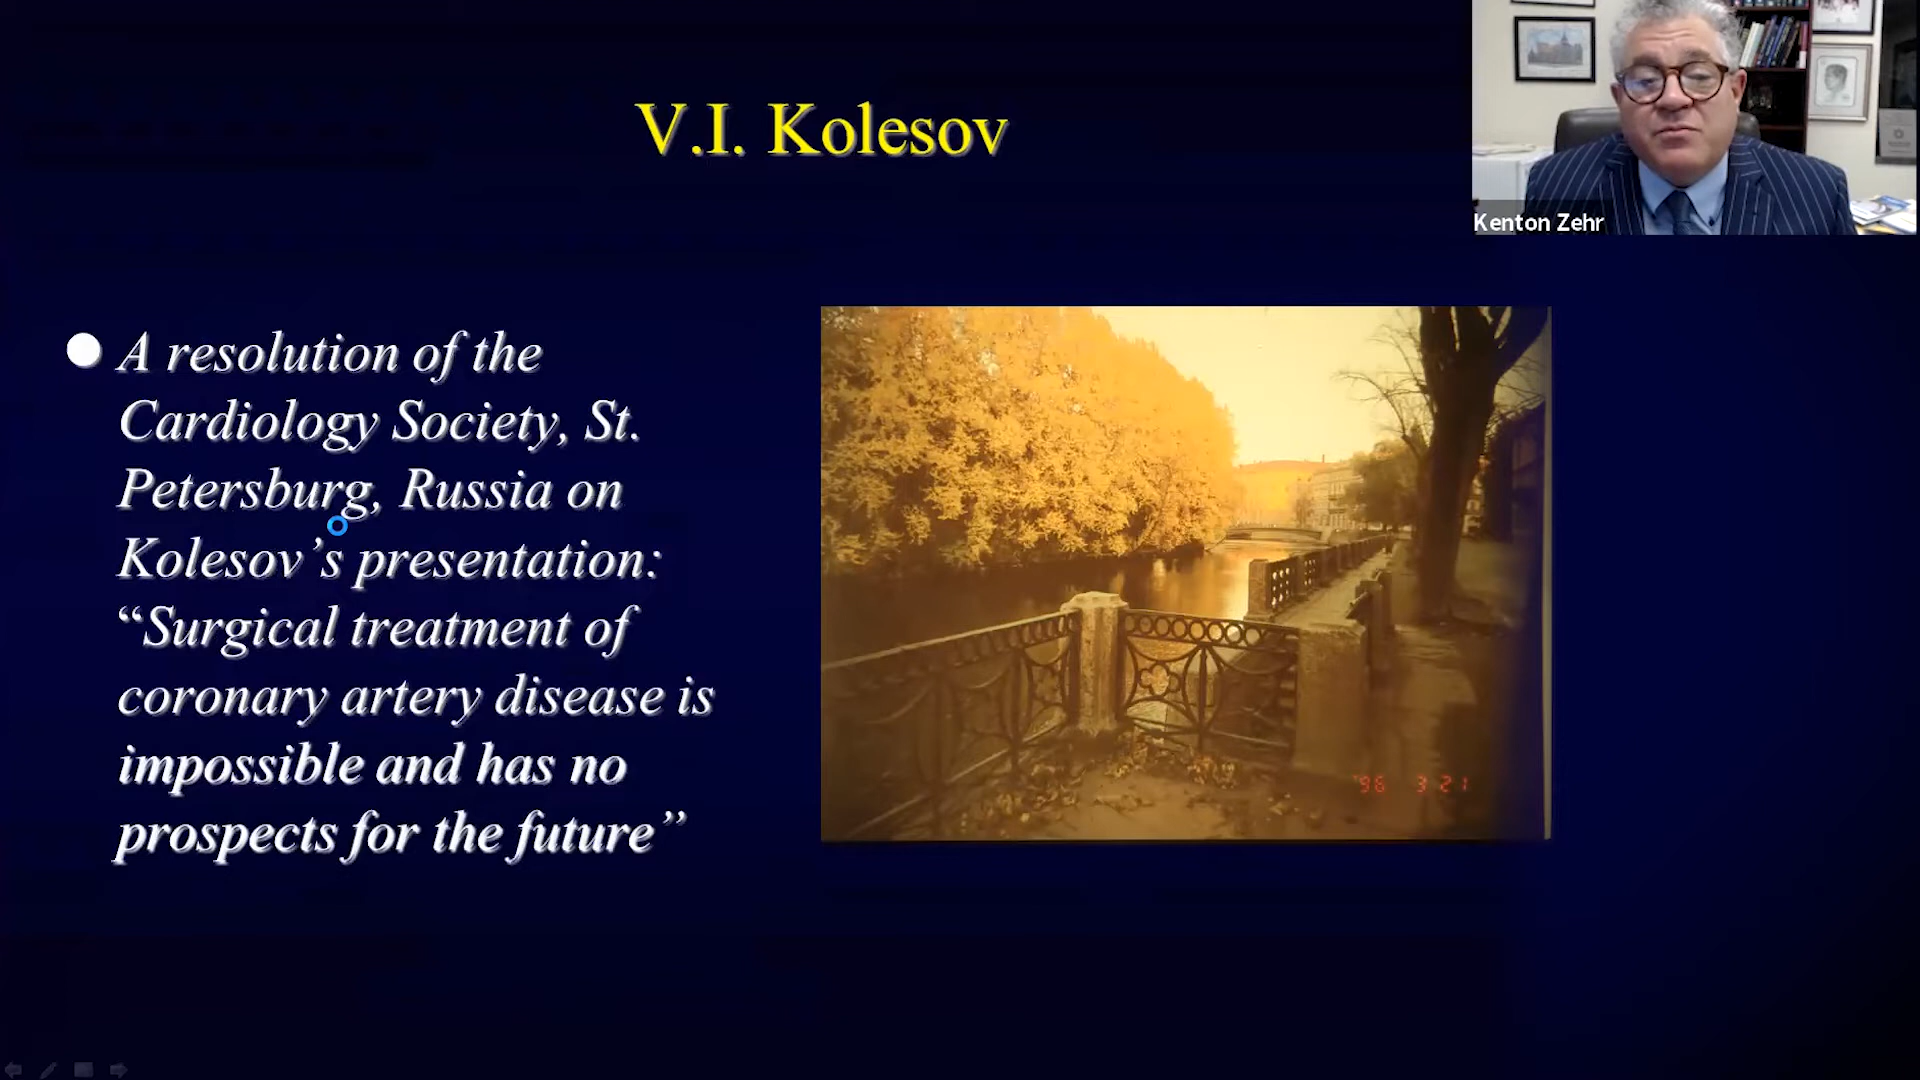 V.I. Kolesov
Kenton Zehr
A resolution of the
Cardiology Society, St.
Petersburg, Russia on
Kolesov’s presentation:
“Surgical treatment of
coronary artery disease is
impossible and has no
prospects for the future”
'96 3 21